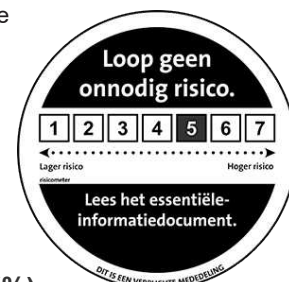 e
Loop geen
onnodig risico.
1 2 3 4 5 6 7
Lager risico Hoger risico
risicometer
Lees het essentiële-
informatiedocument.
DIT IS EEN VERPLICHTE MEDEDELING
%)